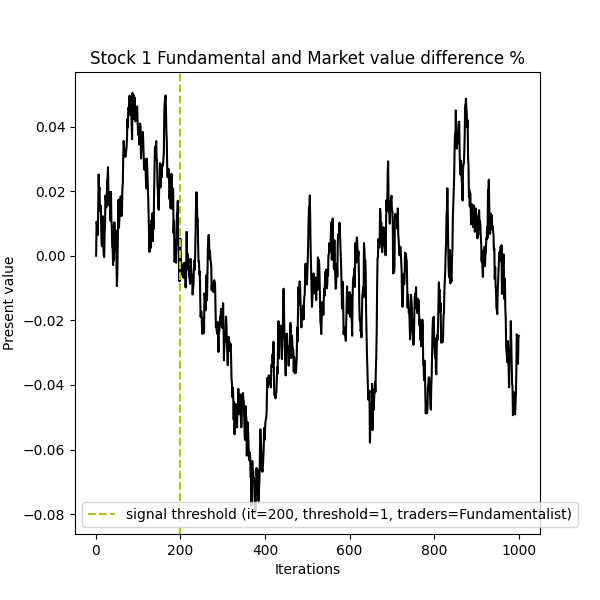 Stock 1 Fundamental and Market value difference %
Present value
0.04
0.02
0.00
−0.02
−0.04
−0.06
−0.08
signal threshold (it=200, threshold=1, traders=Fundamentalist)
0 200 400 600 800 1000
Iterations